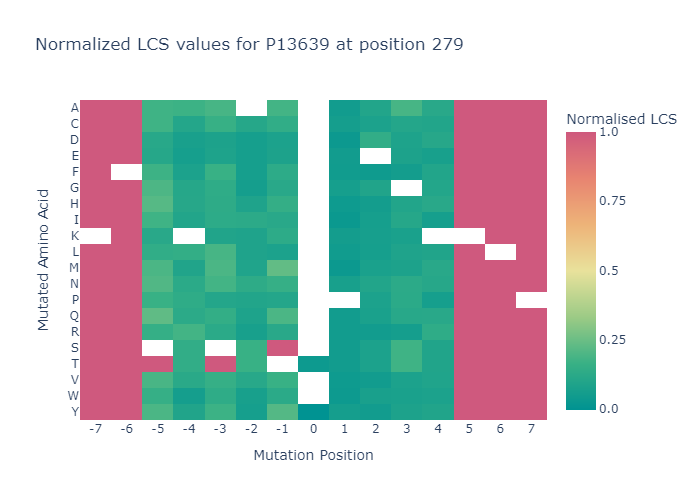 Normalized LCS values for P13639 at position 279
Normalised LCS
A
C
D
E
F
G
H
I
K
L
M
N
P
Q
R
S
T
V
W
Y
Mutated Amino Acid
1.0
0.75
0.5
0.25
0.0
-7 -6 -5 -4 -3 -2 -1 0 1 2 3 4 5 6 7
Mutation Position